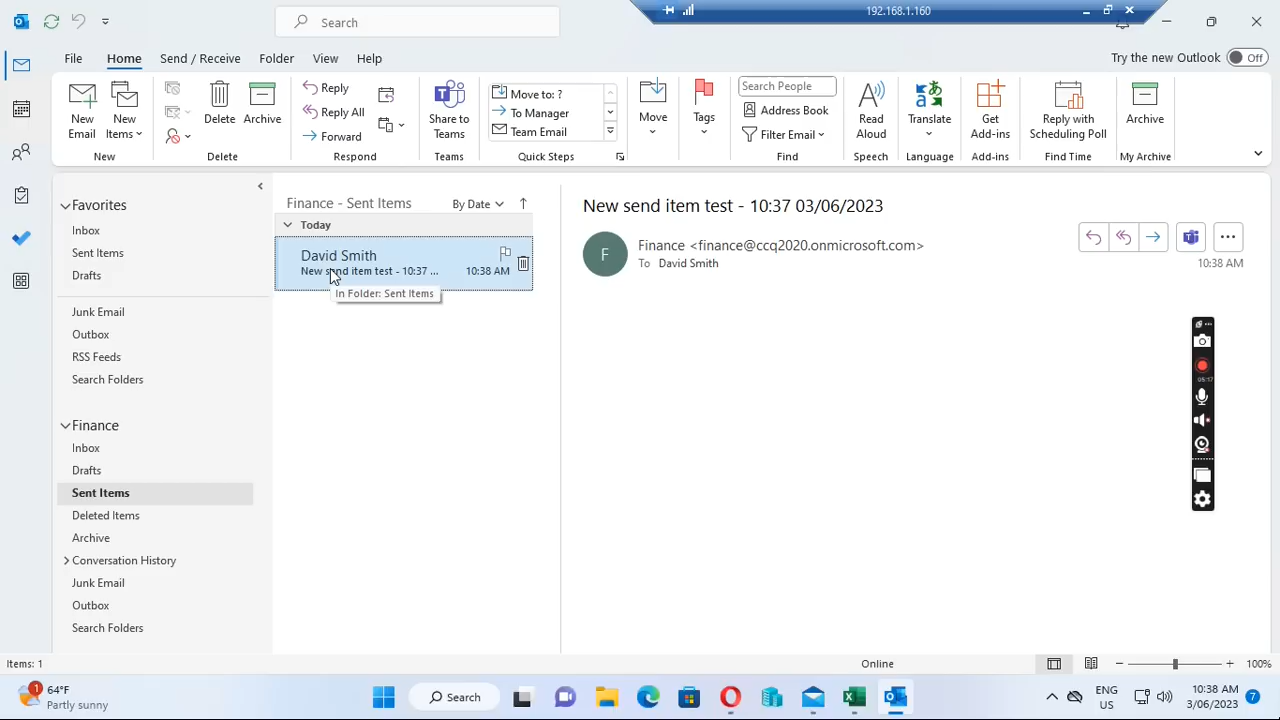 Search
192.168.1.160
File Home Send / Receive Folder View Help
Try the new Outlook Off
New Email
New Items
New
Delete
Archive
Delete
Reply
Reply All
Forward
Respond
Share to Teams
Teams
Move to: ?
To Manager
Team Email
Quick Steps
Move
Tags
Search People
Address Book
Filter Email
Find
Read Aloud
Speech
Translate
Language
Get Add-ins
Add-ins
Reply with Scheduling Poll
Find Time
Archive
My Archive
Favorites
Inbox
Sent Items
Drafts
Junk Email
Outbox
RSS Feeds
Search Folders
Finance
Inbox
Drafts
Sent Items
Deleted Items
Archive
Conversation History
Junk Email
Outbox
Search Folders
Finance - Sent Items By Date
Today
David Smith
New send item test - 10:37 ... 10:38 AM
In Folder: Sent Items
New send item test - 10:37 03/06/2023
F
Finance <finance@ccq2020.onmicrosoft.com>
To David Smith
10:38 AM
05:17
Items: 1
Online
100%
1
64°F
Partly sunny
Search
ENG
US
10:38 AM
3/06/2023
7